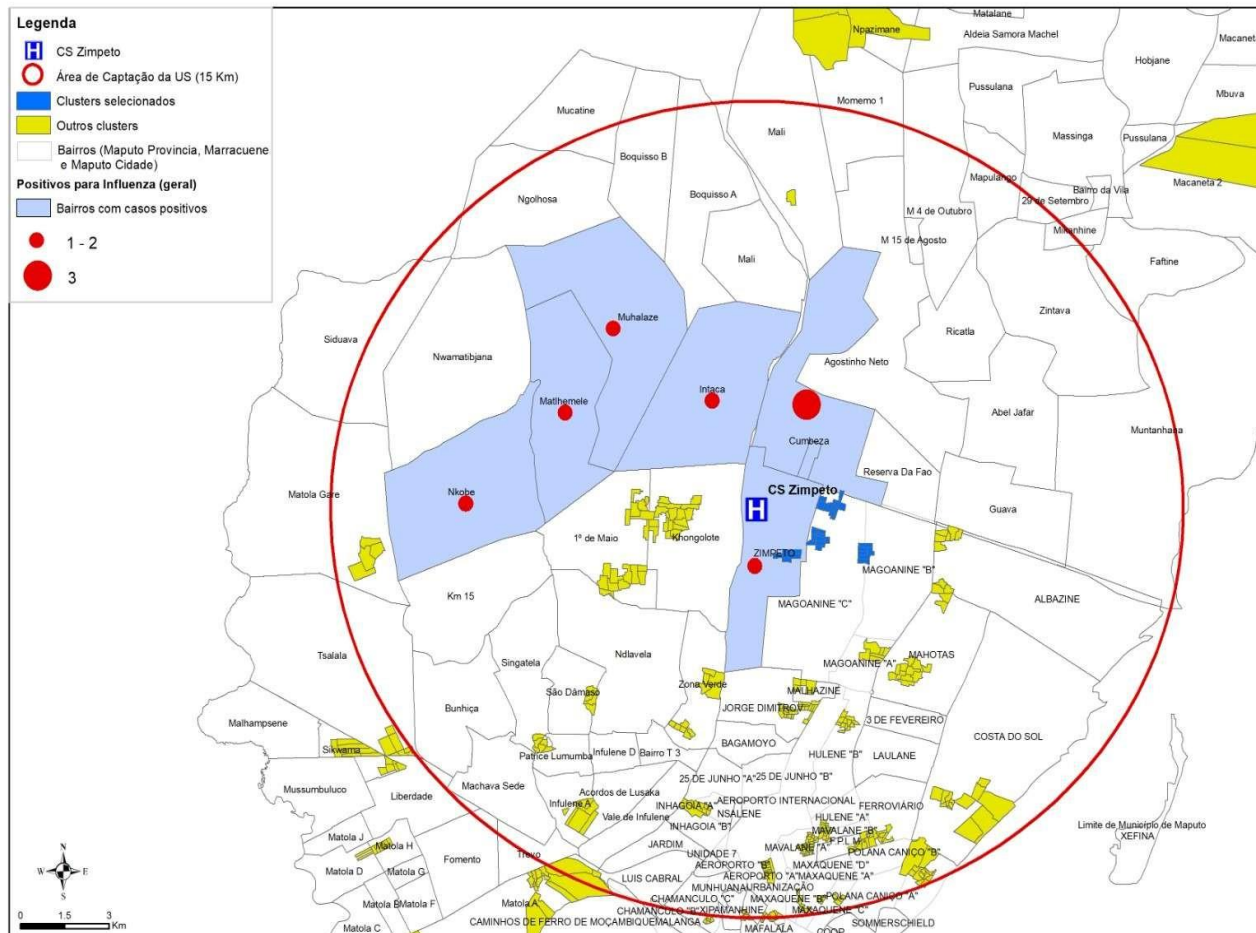 Legenda
H
CS Zimpeto
Área de Captação da US (15 Km)
Clusters selecionados
Outros clusters
Bairros (Maputo Provincia, Marracuene
e Maputo Cidade)
Positivos para Influenza (geral)
Bairros com casos positivos
1 - 2
3
Matalane
Npazimane
Aldeia Samora Machel
Macaneta
Hobjane
Momemo 1
Pussulana
Mbuva
Mucatine
Mali
Massinga
Pussulana
Boquisso B
Mapulango
Macaneta 2
Bairro da Vila
Ngolhosa
Boquisso A
29 de Setembro
M 4 de Outubro
Mikanhine
M 15 de Agosto
Mali
Faftine
Zintava
Muhalaze
Siduava
Ricatla
Nwamatibjana
Agostinho Neto
Intaca
Matlhemele
Abel Jafar
Muntanhana
Cumbeza
Reserva Da Fao
CS Zimpeto
Matola Gare
Nkobe
H
Guava
1º de Maio
Khongolote
ZIMPETO
MAGOANINE "B"
Km 15
MAGOANINE "C"
ALBAZINE
Tsalala
Singatela
Ndlavela
MAHOTAS
MAGOANINE "A"
Zona Verde
São Dâmaso
MALHAZINE
Bunhiça
JORGE DIMITROV
3 DE FEVEREIRO
Malhampsene
COSTA DO SOL
BAGAMOYO
Sikwama
Patrice Lumumba
Infulene D
Bairro T 3
HULENE "B"
LAULANE
25 DE JUNHO "A"
25 DE JUNHO "B"
Mussumbuluco
Machava Sede
Acordos de Lusaka
Liberdade
Infulene A
INHAGOIA "A"
AEROPORTO INTERNACIONAL
FERROVIÁRIO
NSALENE
Vale de Infulene
HULENE "A"
INHAGOIA "B"
MAVALANE "B"
Limite de Município de Maputo
XEFINA
Matola J
F.P.L.M
Matola H
JARDIM
MAVALANE "A"
POLANA CANIÇO "B"
Fomento
Trevo
UNIDADE 7
Matola D
Matola G
AEROPORTO "B"
MAXAQUENE "D"
LUIS CABRAL
AEROPORTO "A"
MAXAQUENE "A"
MUNHUANA
URBANIZAÇÃO
Matola F
Matola A
CHAMANCULO "C"
MAXAQUENE "B"
POLANA CANIÇO "A"
CHAMANCULO "B"
XIPAMANHINE
MAXAQUENE "C"
CAMINHOS DE FERRO DE MOÇAMBIQUE
MALANGA
SOMMERSCHIELD
Matola C
MAFALALA
COOP
N
W E
S
0 1.5 3
Km